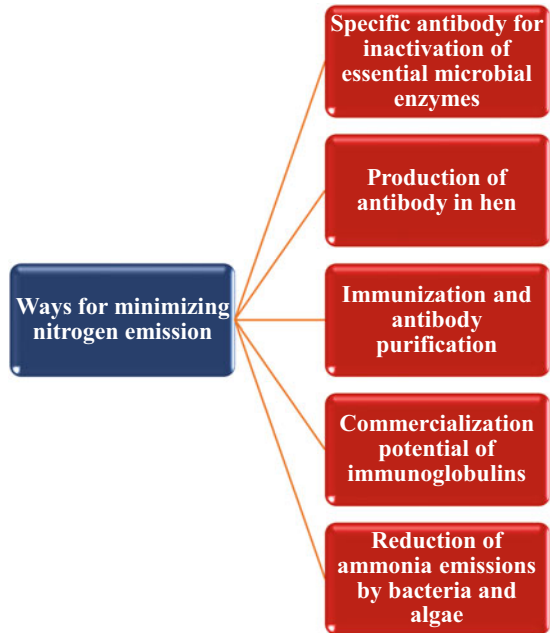 Specific antibody for
inactivation of
essential microbial
enzymes
Production of
antibody in hen
Ways for minimizing
nitrogen emission
Immunization and
antibody
purification
Commercialization
potential of
immunoglobulins
Reduction of
ammonia emissions
by bacteria and
algae